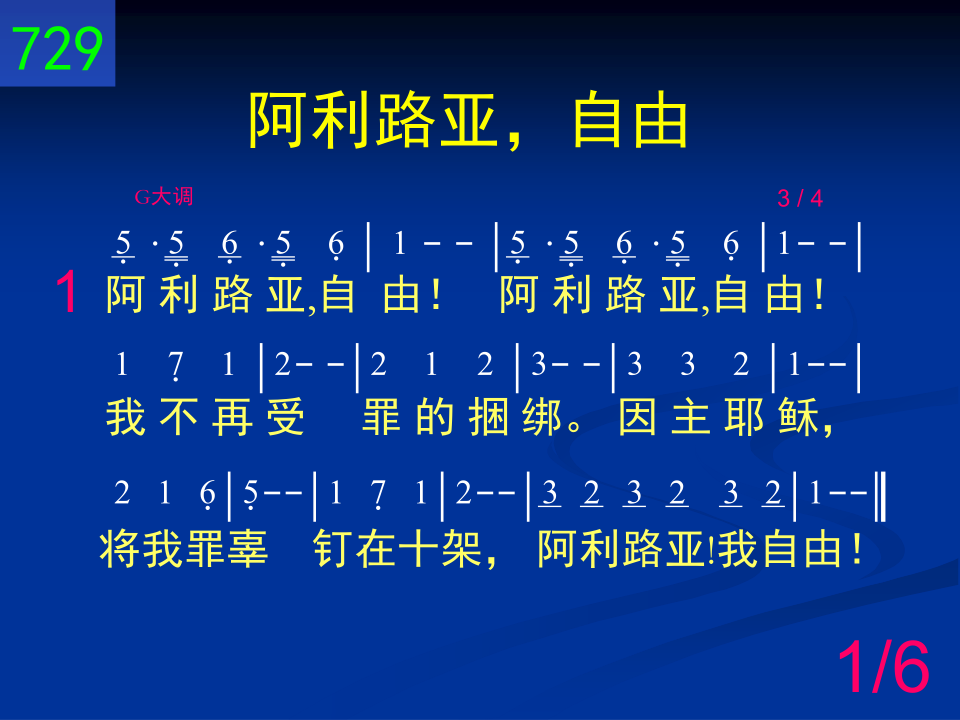 729
阿利路亚，自由
G大调 3 / 4
5̣ · 5̣ 6̣ · 5̣ 6̣ | 1 - - | 5̣ · 5̣ 6̣ · 5̣ 6̣ | 1 - - |
1 阿 利 路 亚,自 由！ 阿 利 路 亚,自 由！
1 7̣ 1 | 2 - - | 2 1 2 | 3 - - | 3 3 2 | 1 - - |
我 不 再 受 罪 的 捆 绑。 因 主 耶 稣，
2 1 6̣ | 5̣ - - | 1 7̣ 1 | 2 - - | 3 2 3 2 3 2 | 1 - - ‖
将我罪辜 钉在十架， 阿利路亚!我自由！
1/6